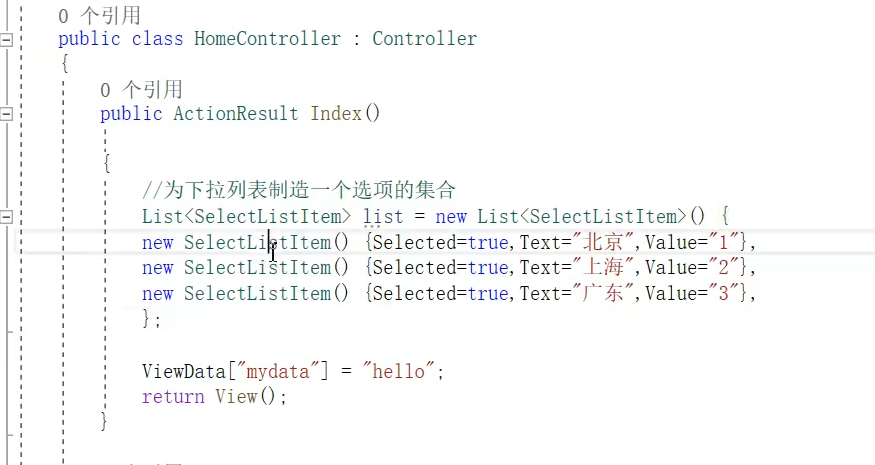 0 个引用
public class HomeController : Controller
{
0 个引用
public ActionResult Index()
{
//为下拉列表制造一个选项的集合
List<SelectListItem> list = new List<SelectListItem>() {
new SelectListItem() {Selected=true,Text="北京",Value="1"},
new SelectListItem() {Selected=true,Text="上海",Value="2"},
new SelectListItem() {Selected=true,Text="广东",Value="3"},
};
ViewData["mydata"] = "hello";
return View();
}